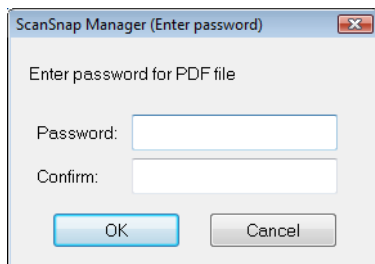 ScanSnap Manager (Enter password)
Enter password for PDF file
Password:
Confirm:
OK Cancel